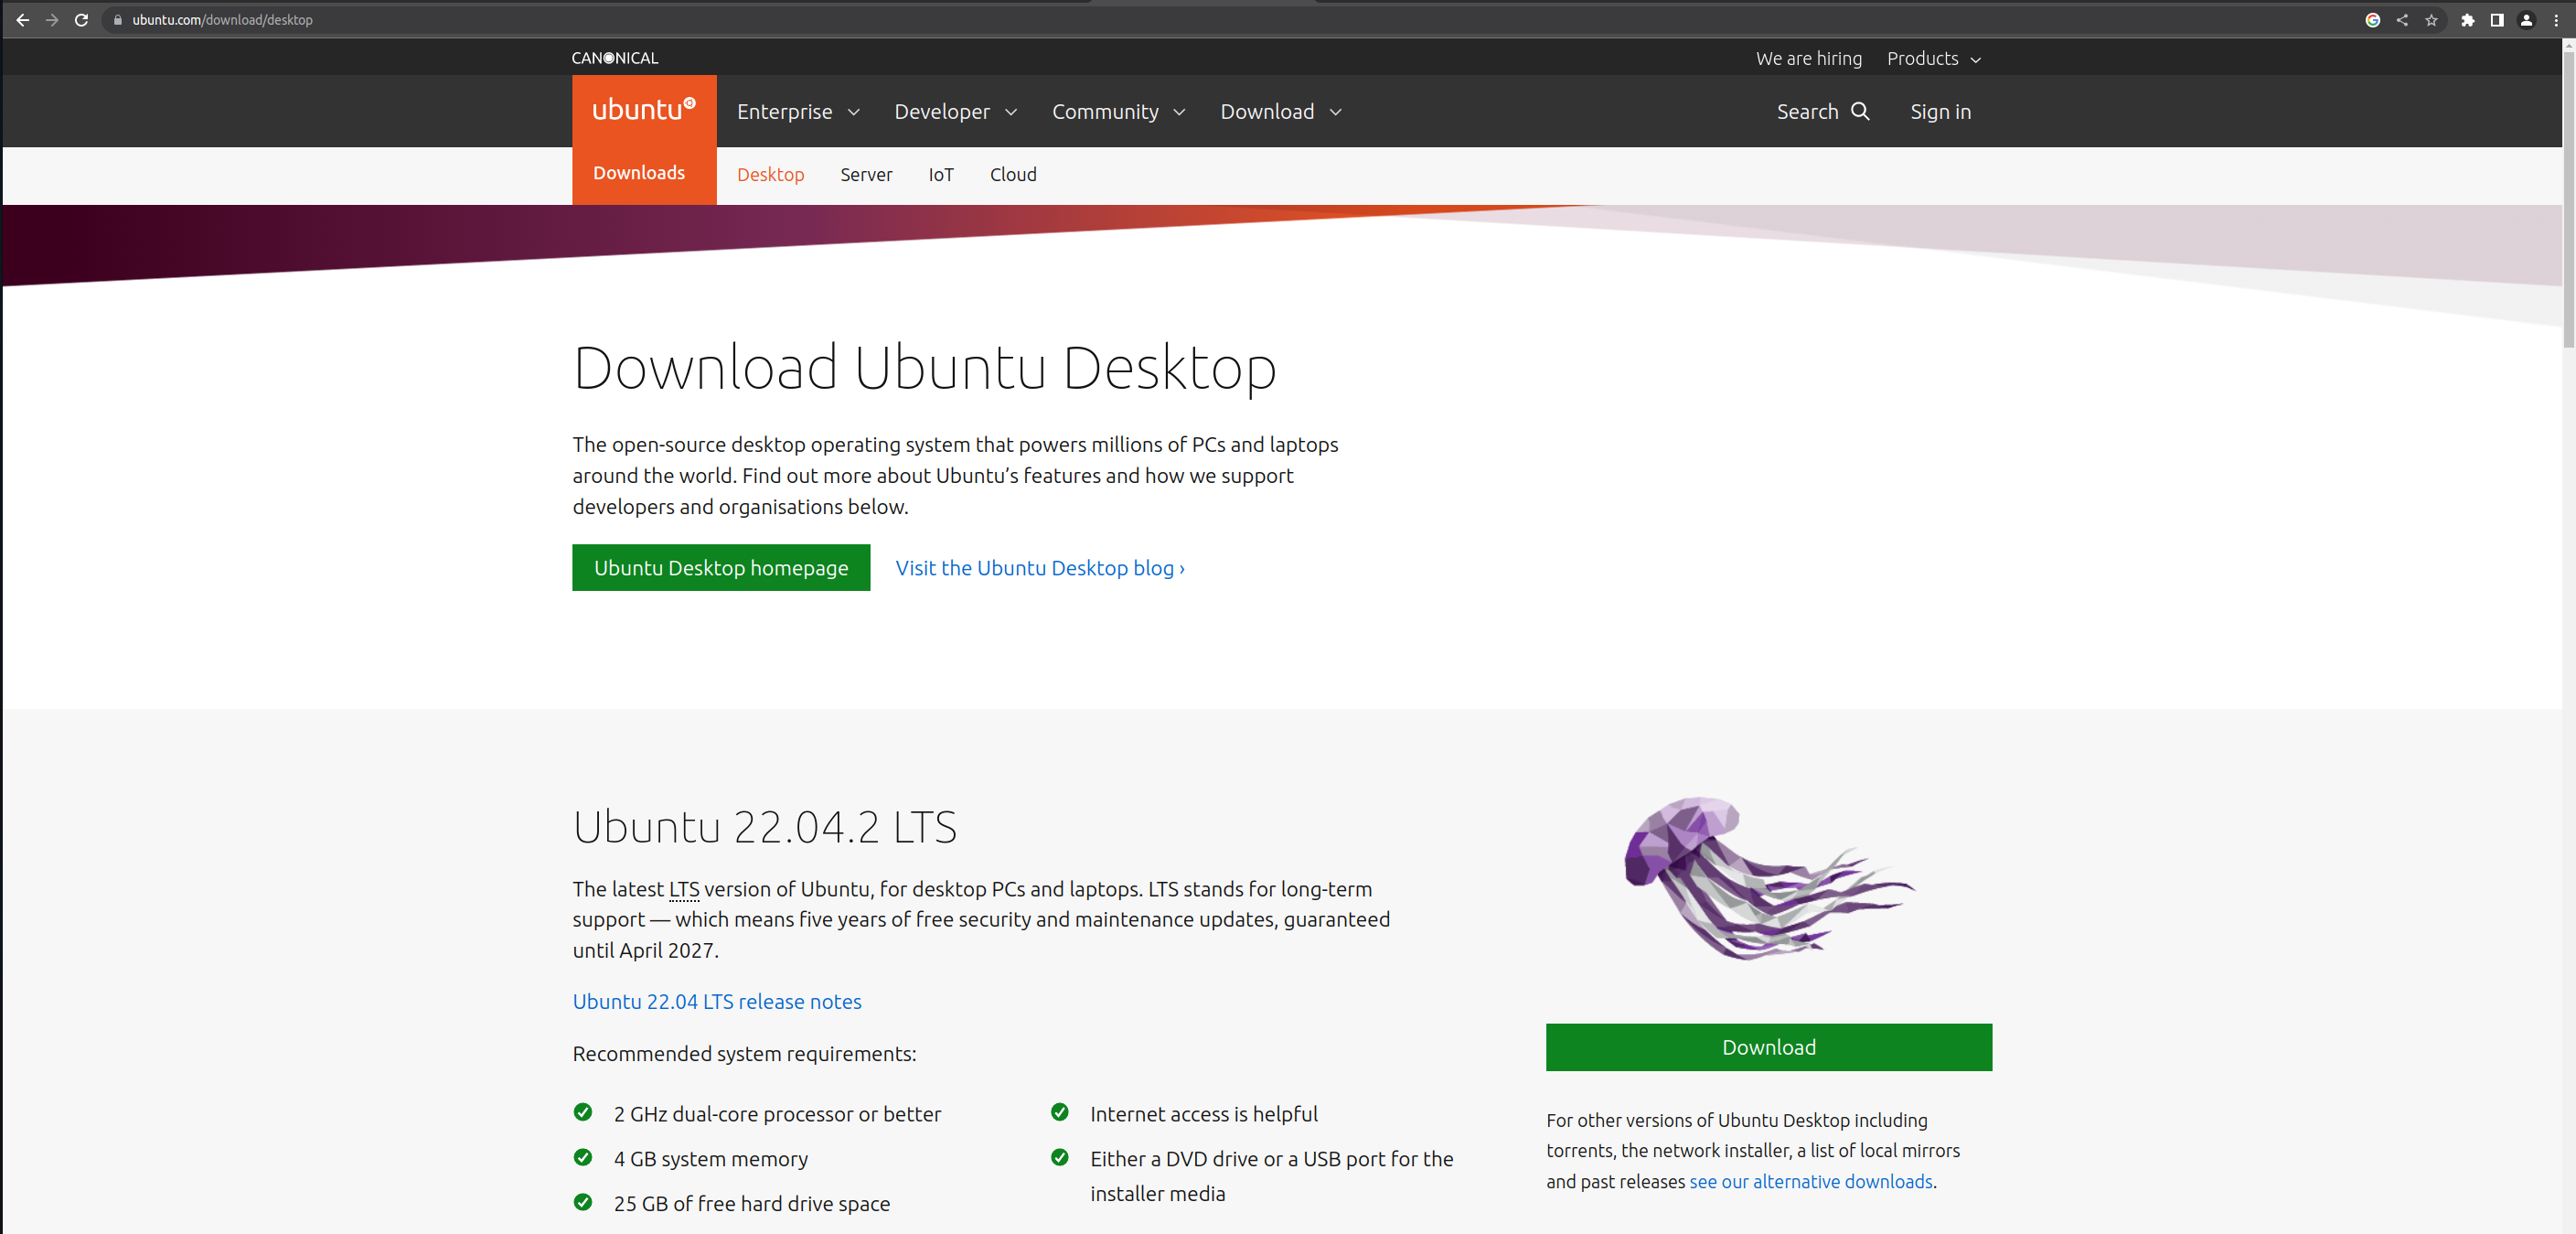 ubuntu.com/download/desktop
CANONICAL
We are hiring Products
ubuntu
Enterprise Developer Community Download Search Sign in
Downloads Desktop Server IoT Cloud
Download Ubuntu Desktop
The open-source desktop operating system that powers millions of PCs and laptops
around the world. Find out more about Ubuntu’s features and how we support
developers and organisations below.
Ubuntu Desktop homepage Visit the Ubuntu Desktop blog ›
Ubuntu 22.04.2 LTS
The latest LTS version of Ubuntu, for desktop PCs and laptops. LTS stands for long-term
support — which means five years of free security and maintenance updates, guaranteed
until April 2027.
Ubuntu 22.04 LTS release notes
Recommended system requirements:
2 GHz dual-core processor or better
4 GB system memory
25 GB of free hard drive space
Internet access is helpful
Either a DVD drive or a USB port for the
installer media
Download
For other versions of Ubuntu Desktop including
torrents, the network installer, a list of local mirrors
and past releases see our alternative downloads.